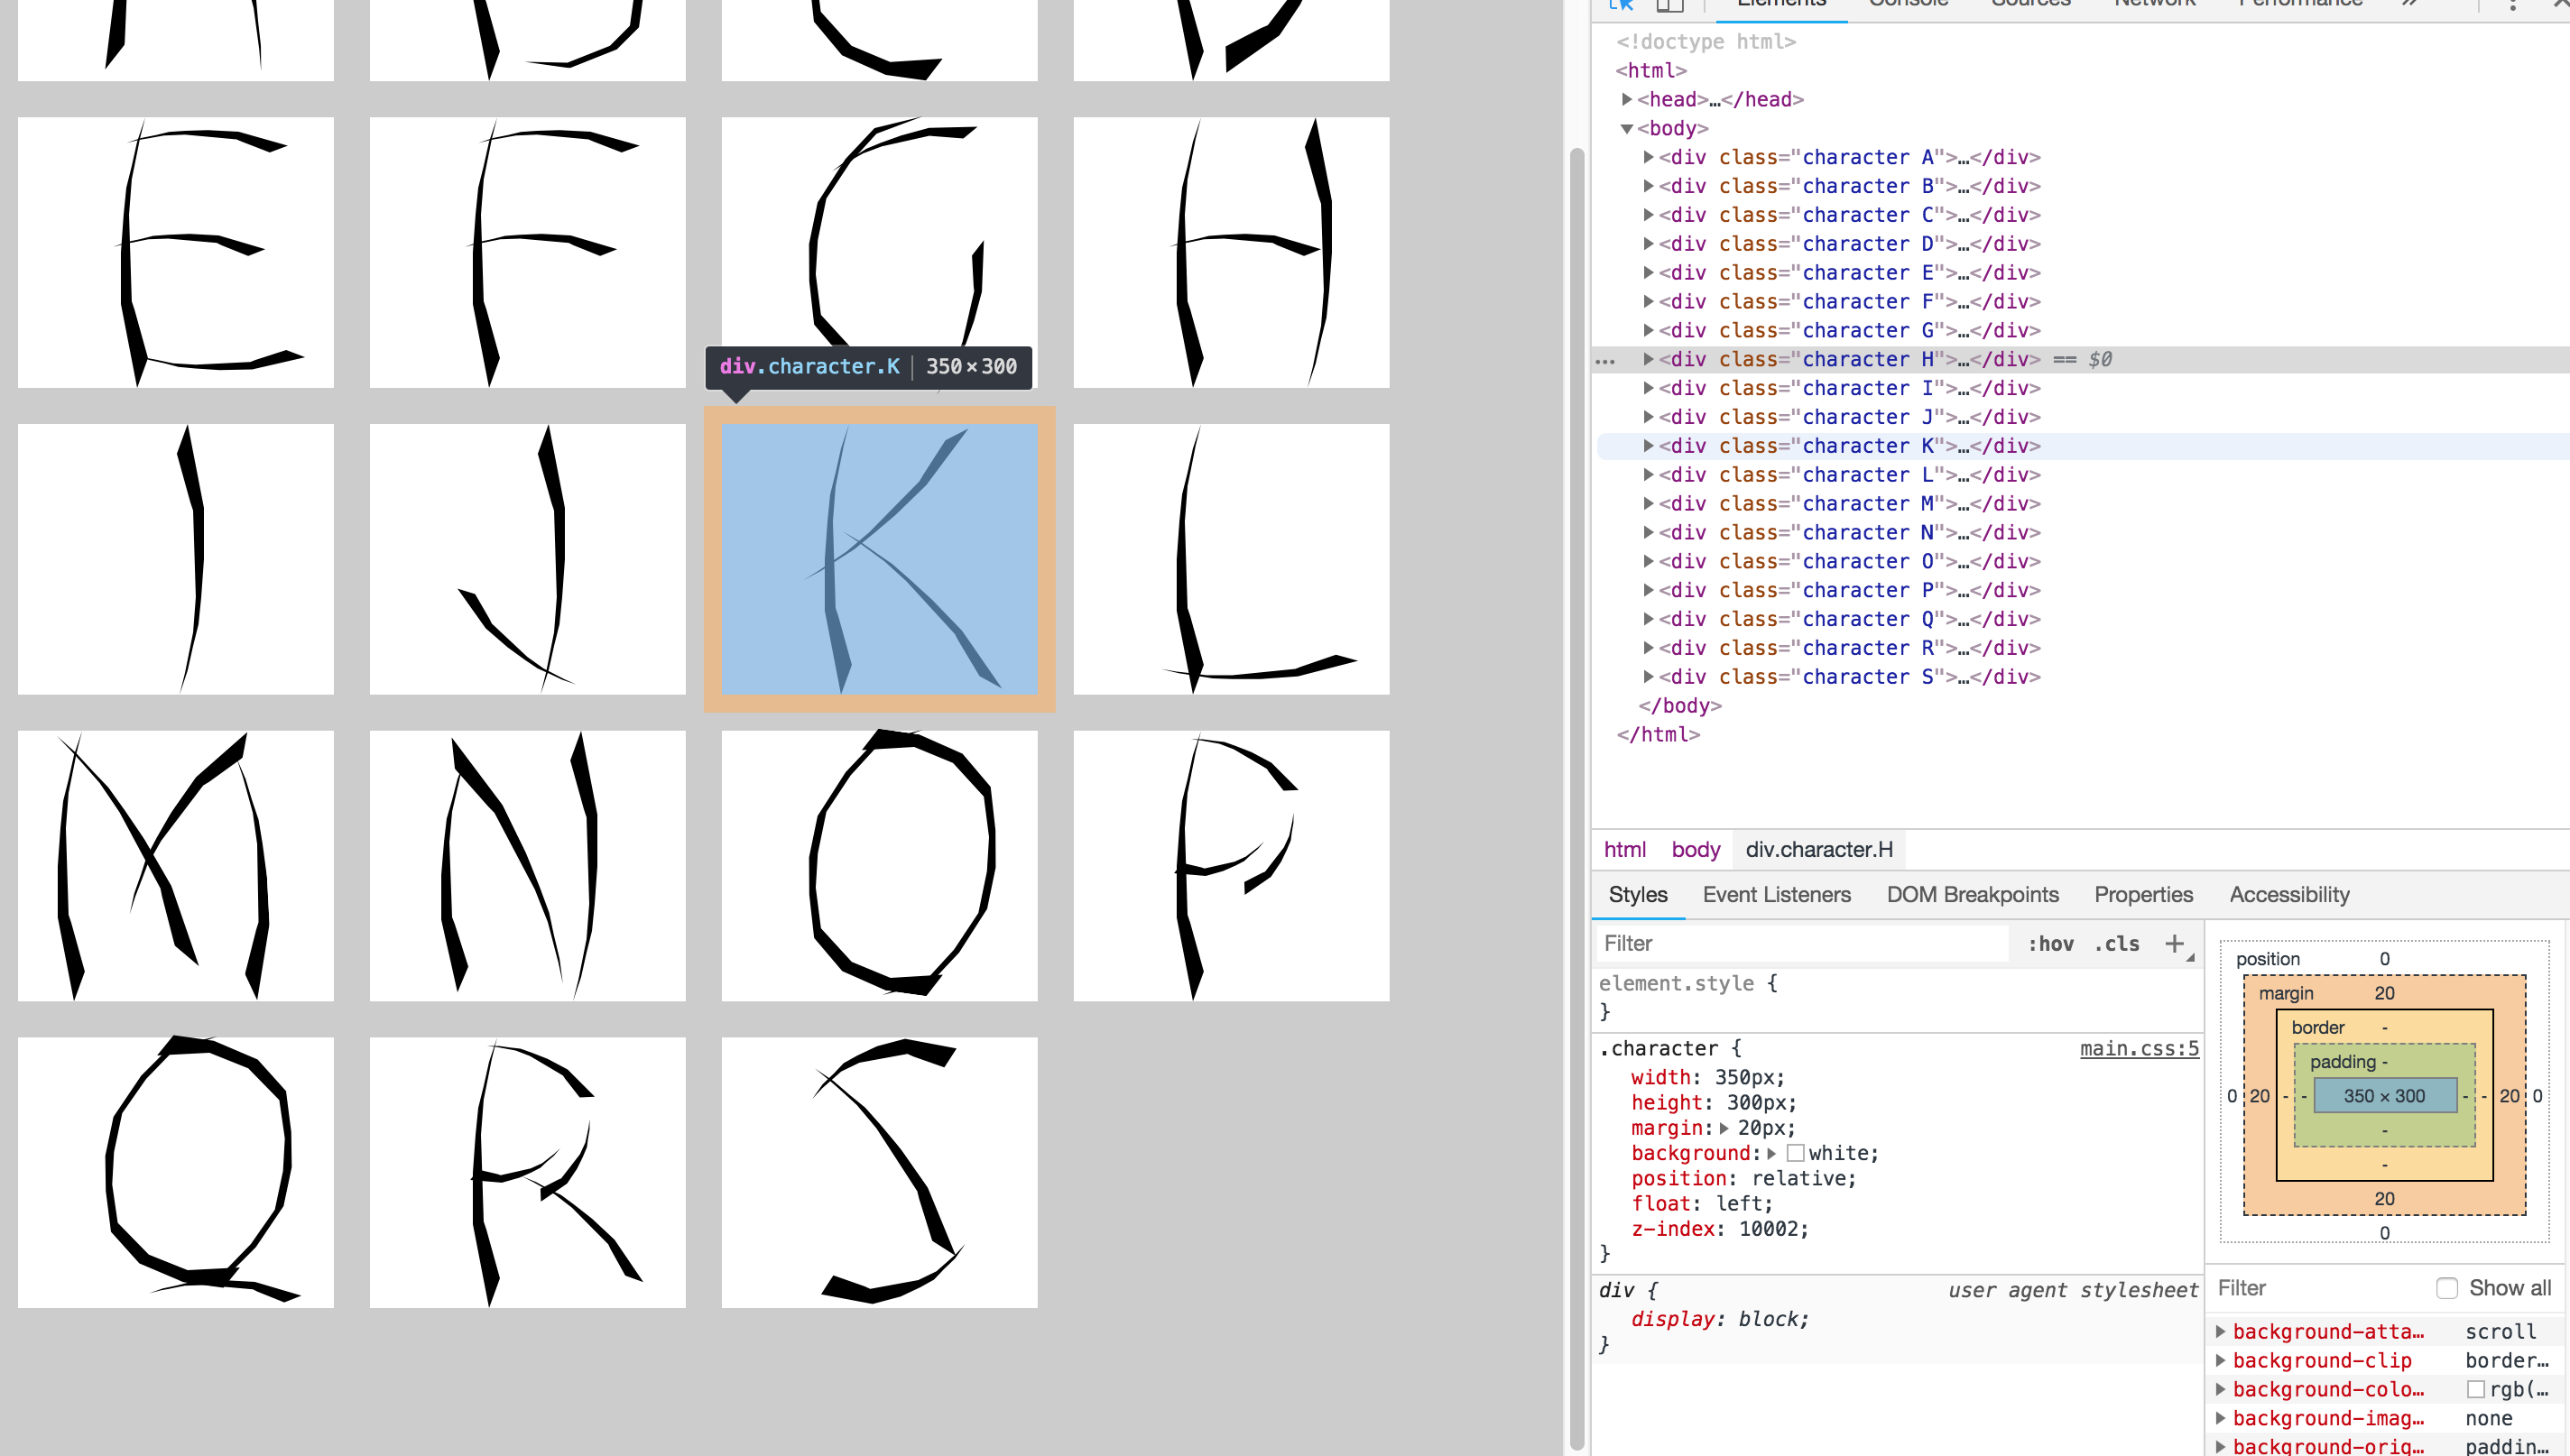 Elements Console Sources Network Performance »
<!doctype html>
<html>
<head>…</head>
<body>
<div class="character A">…</div>
<div class="character B">…</div>
<div class="character C">…</div>
<div class="character D">…</div>
<div class="character E">…</div>
<div class="character F">…</div>
<div class="character G">…</div>
<div class="character H">…</div> == $0
<div class="character I">…</div>
<div class="character J">…</div>
<div class="character K">…</div>
<div class="character L">…</div>
<div class="character M">…</div>
<div class="character N">…</div>
<div class="character O">…</div>
<div class="character P">…</div>
<div class="character Q">…</div>
<div class="character R">…</div>
<div class="character S">…</div>
</body>
</html>
A B C D
E F G H
div.character.K | 350×300
I J K L
M N O P
Q R S
html body div.character.H
Styles Event Listeners DOM Breakpoints Properties Accessibility
Filter :hov .cls +
element.style {
}
.character { main.css:5
width: 350px;
height: 300px;
margin: 20px;
background: white;
position: relative;
float: left;
z-index: 10002;
}
div { user agent stylesheet
display: block;
}
position 0
margin 20
border -
padding -
0 20 - - 350 × 300 - - 20 0
-
-
20
0
Filter Show all
background-atta… scroll
background-clip border…
background-colo… rgb(…
background-imag… none
background-orig… paddin…